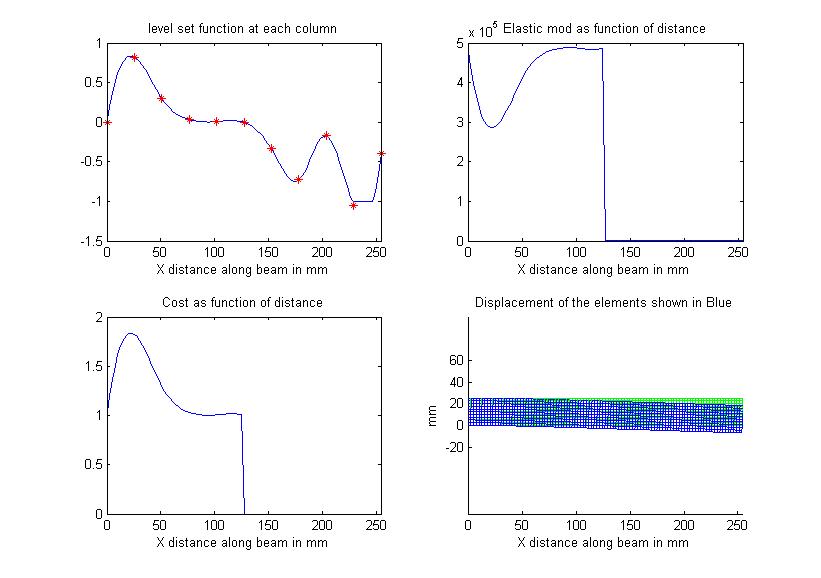 level set function at each column
1
0.5
0
-0.5
-1
-1.5
0 50 100 150 200 250
X distance along beam in mm
x 10^5 Elastic mod as function of distance
5
4
3
2
1
0
0 50 100 150 200 250
X distance along beam in mm
Cost as function of distance
2
1.5
1
0.5
0
0 50 100 150 200 250
X distance along beam in mm
Displacement of the elements shown in Blue
60
40
20
0
-20
mm
0 50 100 150 200 250
X distance along beam in mm